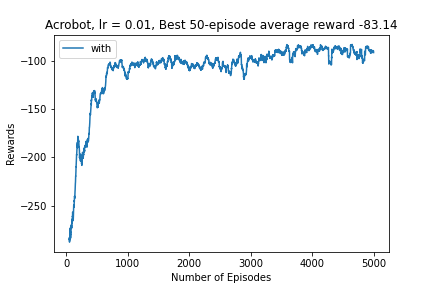 Acrobot, lr = 0.01, Best 50-episode average reward -83.14
with
−100
−150
−200
−250
Rewards
0 1000 2000 3000 4000 5000
Number of Episodes